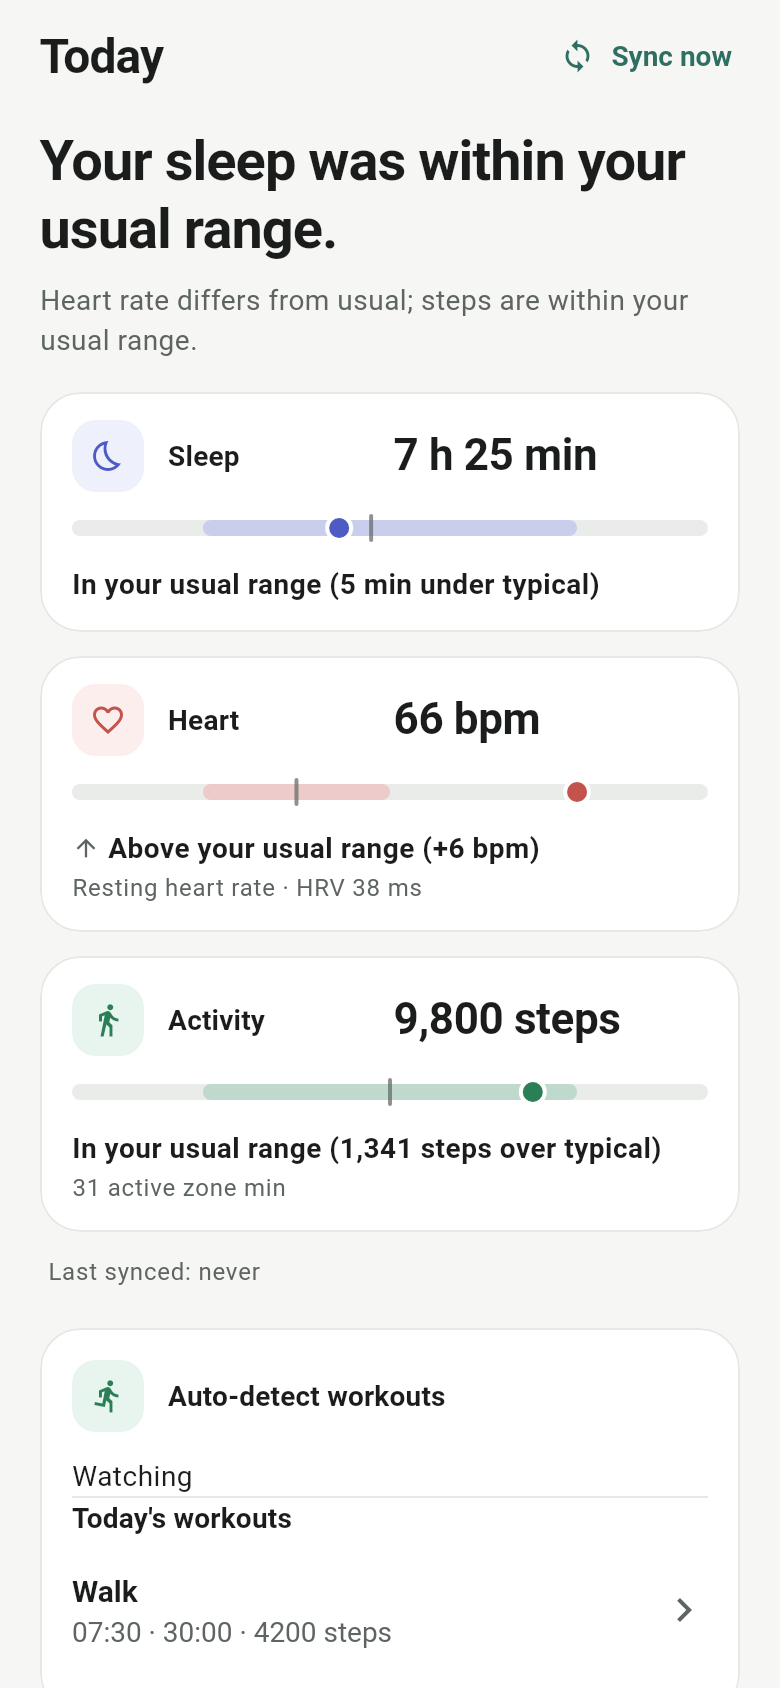 Today
Sync now
Your sleep was within your
usual range.
Heart rate differs from usual; steps are within your
usual range.
Sleep
7 h 25 min
In your usual range (5 min under typical)
Heart
66 bpm
Above your usual range (+6 bpm)
Resting heart rate · HRV 38 ms
Activity
9,800 steps
In your usual range (1,341 steps over typical)
31 active zone min
Last synced: never
Auto-detect workouts
Watching
Today's workouts
Walk
07:30 · 30:00 · 4200 steps